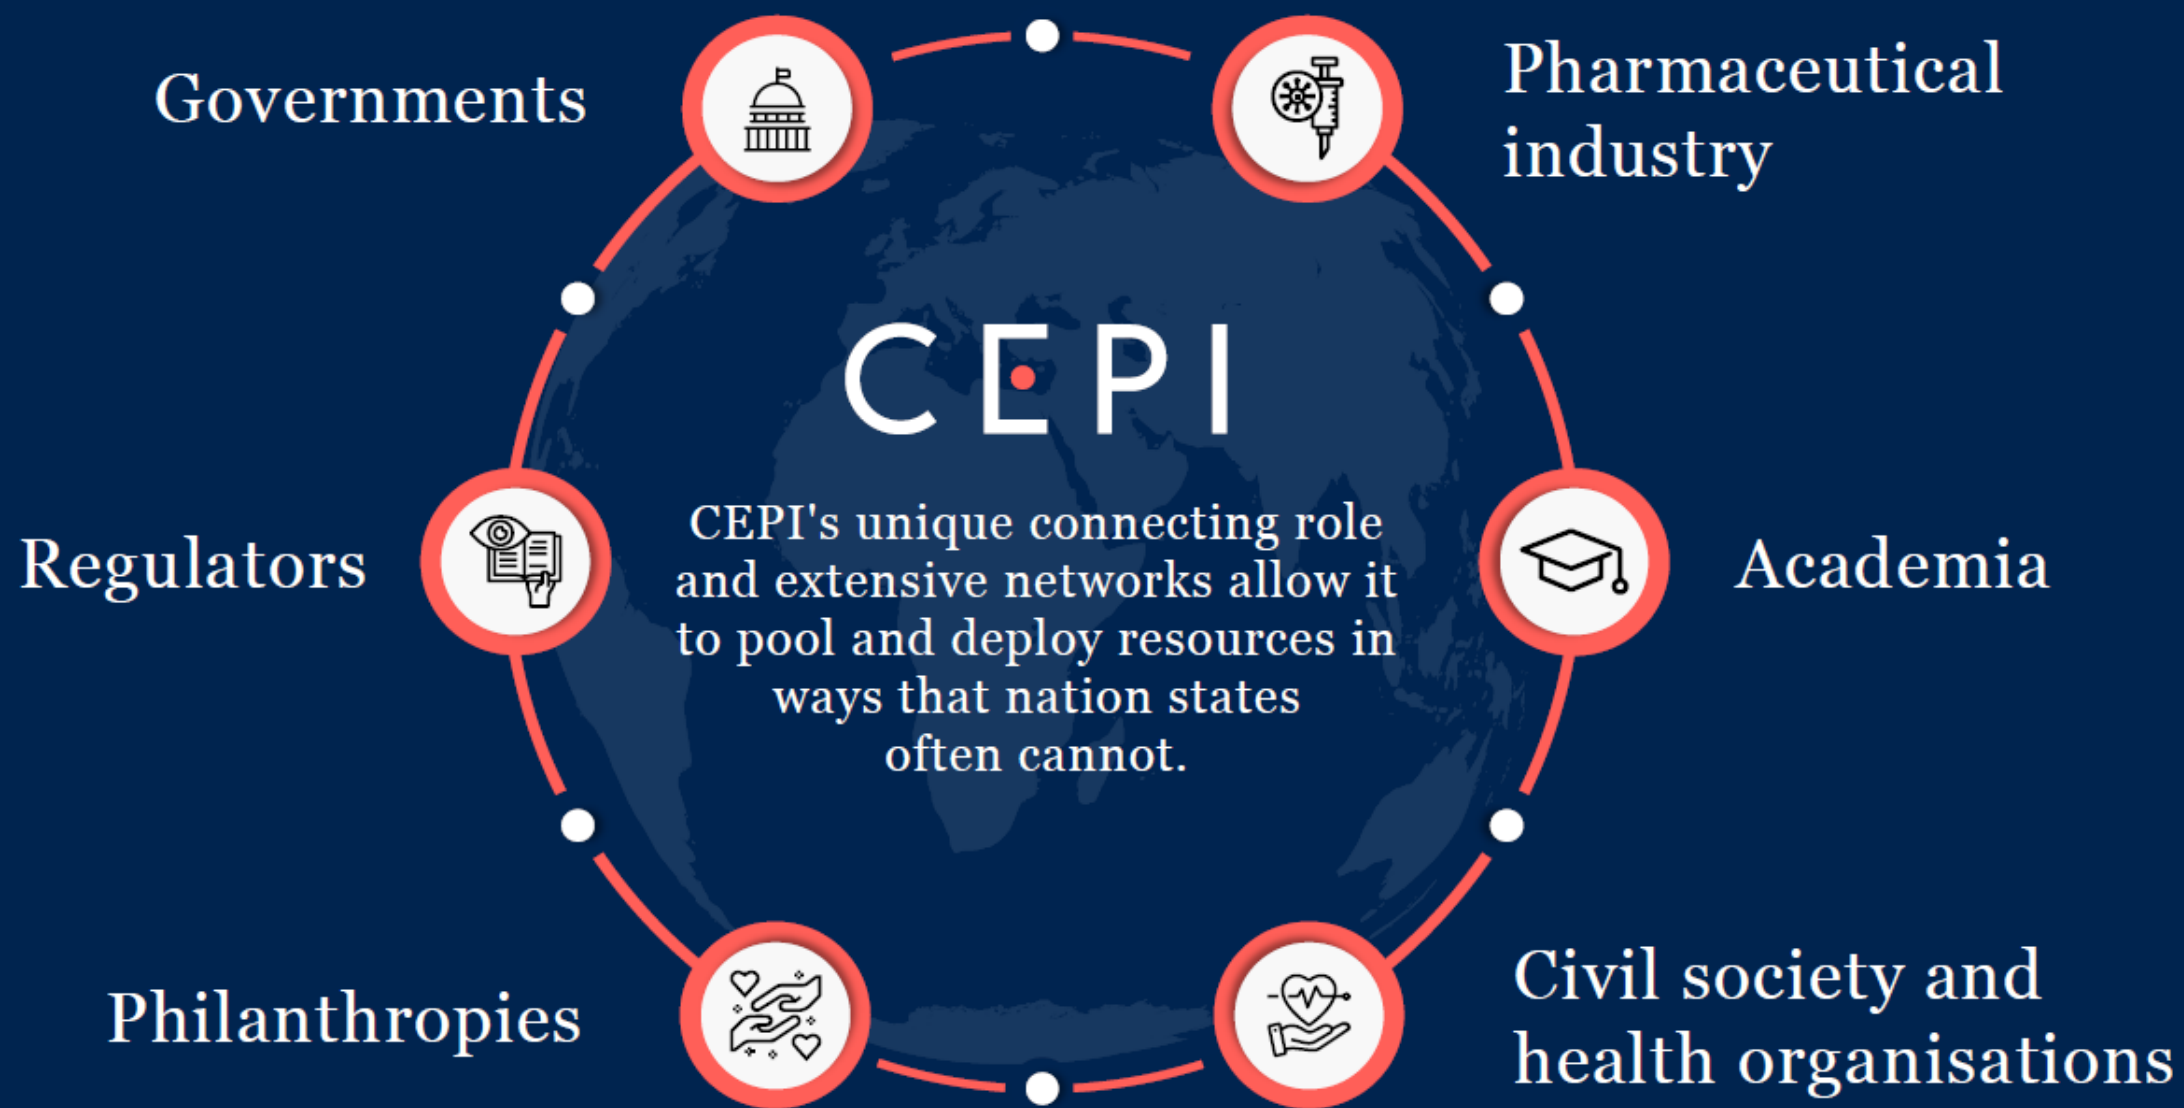 Governments
Pharmaceutical
industry
CEPI
CEPI's unique connecting role
and extensive networks allow it
to pool and deploy resources in
ways that nation states
often cannot.
Regulators
Academia
Philanthropies
Civil society and
health organisations